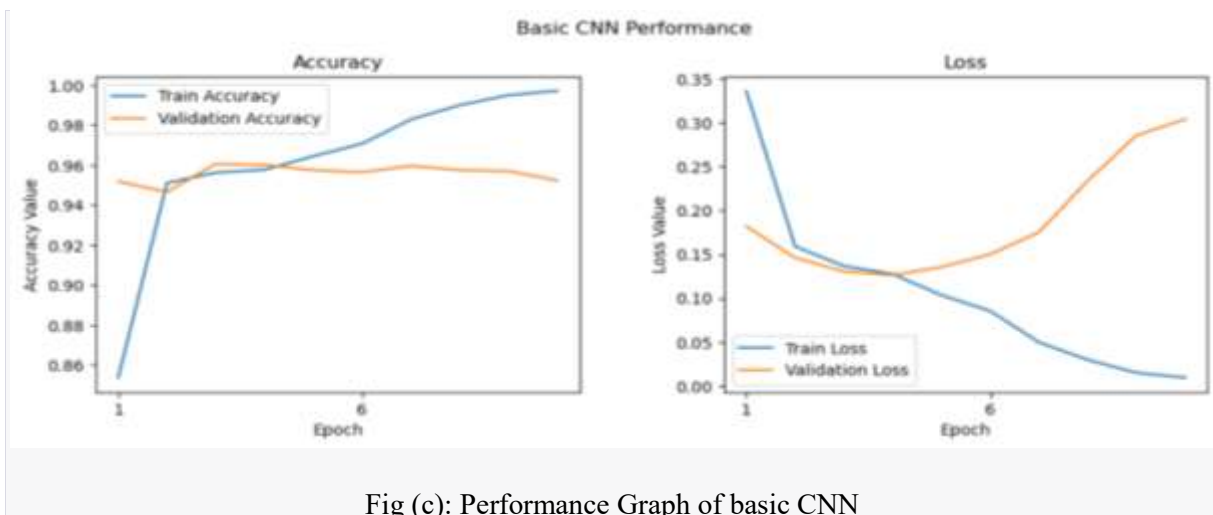 Basic CNN Performance
Accuracy
1.00
0.98
0.96
0.94
0.92
0.90
0.88
0.86
Accuracy Value
Train Accuracy
Validation Accuracy
1
6
Epoch
Loss
0.35
0.30
0.25
0.20
0.15
0.10
0.05
0.00
Loss Value
Train Loss
Validation Loss
1
6
Epoch
Fig (c): Performance Graph of basic CNN